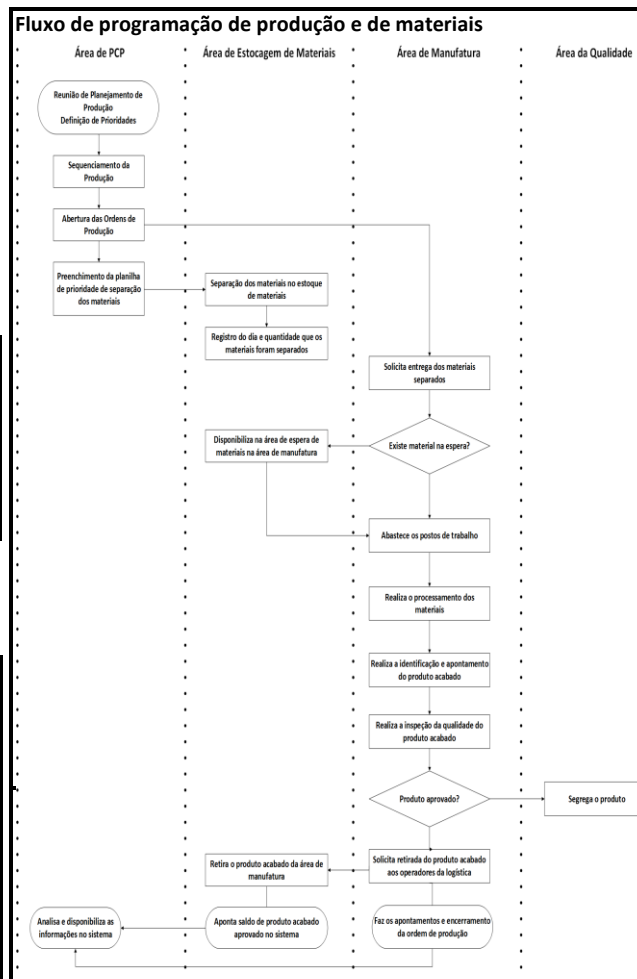 Fluxo de programação de produção e de materiais
Área de PCP
Área de Estocagem de Materiais
Área de Manufatura
Área da Qualidade
Reunião de Planejamento de
Produção
Definição de Prioridades
Sequenciamento da
Produção
Abertura das Ordens de
Produção
Preenchimento da planilha
de prioridade de separação
dos materiais
Separação dos materiais no estoque
de materiais
Registro do dia e quantidade que os
materiais foram separados
Solicita entrega dos materiais
separados
Disponibiliza na área de espera de
materiais na área de manufatura
Existe material na espera?
Abastece os postos de trabalho
Realiza o processamento dos
materiais
Realiza a identificação e apontamento
do produto acabado
Realiza a inspeção da qualidade do
produto acabado
Produto aprovado?
Segrega o produto
Retira o produto acabado da área de
manufatura
Solicita retirada do produto acabado
aos operadores da logística
Analisa e disponibiliza as
informações no sistema
Aponta saldo de produto acabado
aprovado no sistema
Faz os apontamentos e encerramento
da ordem de produção